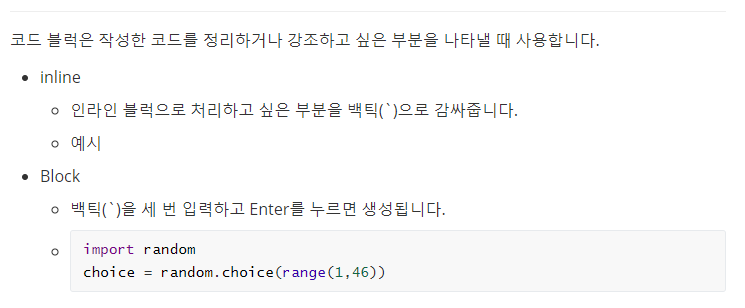 코드 블럭은 작성한 코드를 정리하거나 강조하고 싶은 부분을 나타낼 때 사용합니다.
inline
인라인 블럭으로 처리하고 싶은 부분을 백틱(`)으로 감싸줍니다.
예시
Block
백틱(`)을 세 번 입력하고 Enter를 누르면 생성됩니다.
import random
choice = random.choice(range(1,46))